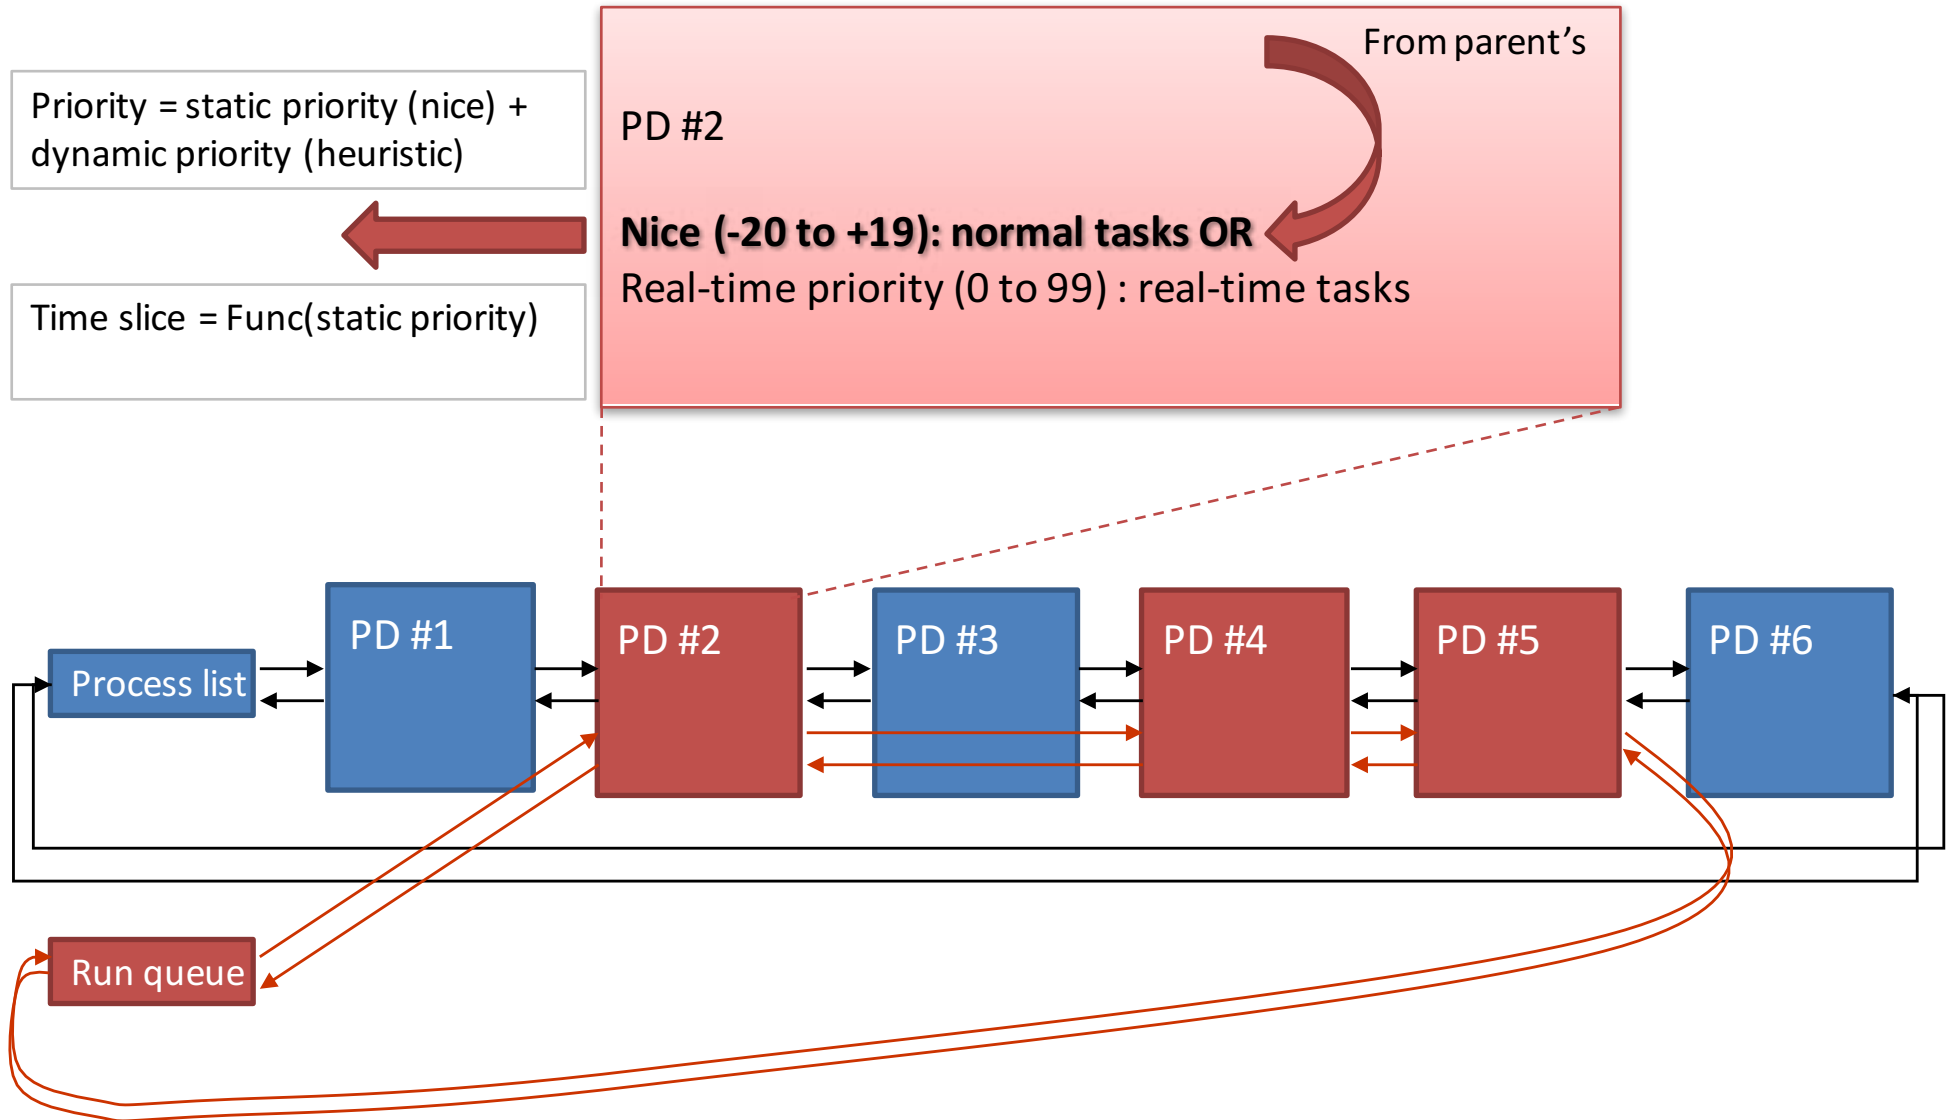 From parent's
Priority = static priority (nice) +
dynamic priority (heuristic)
PD #2
Nice (-20 to +19): normal tasks OR
Real-time priority (0 to 99) : real-time tasks
Time slice = Func(static priority)
PD #1
PD #2
PD #3
PD #4
PD #5
PD #6
Process list
Run queue